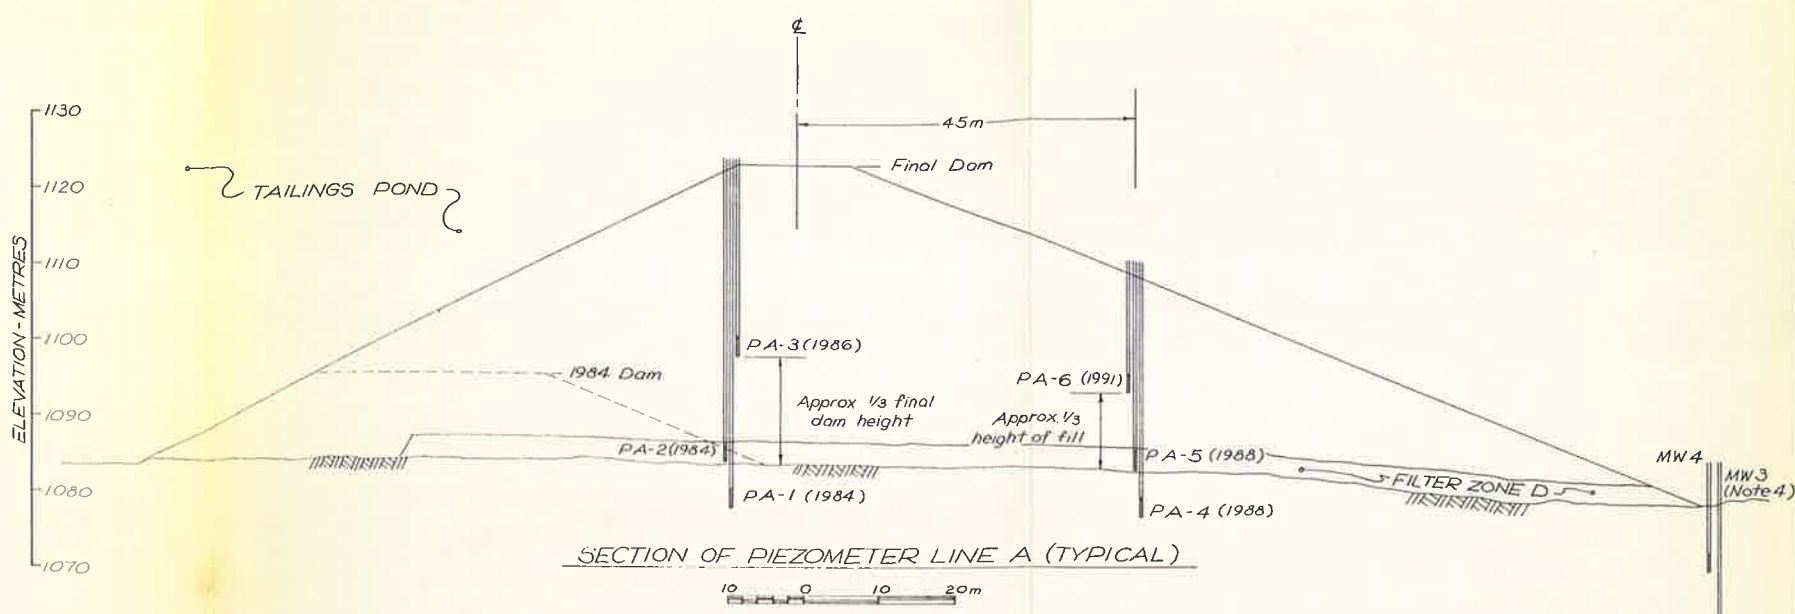 ℄
1130
45m
Final Dam
1120
TAILINGS POND
1110
ELEVATION-METRES
1100
PA-3 (1986)
1984 Dam
PA-6 (1991)
Approx 1/3 final
dam height
1090
Approx. 1/3
height of fill
PA-2 (1984)
PA-5 (1988)
MW4
MW3
(Note 4)
FILTER ZONE D
1080
PA-1 (1984)
PA-4 (1988)
SECTION OF PIEZOMETER LINE A (TYPICAL)
1070
10 0 10 20m